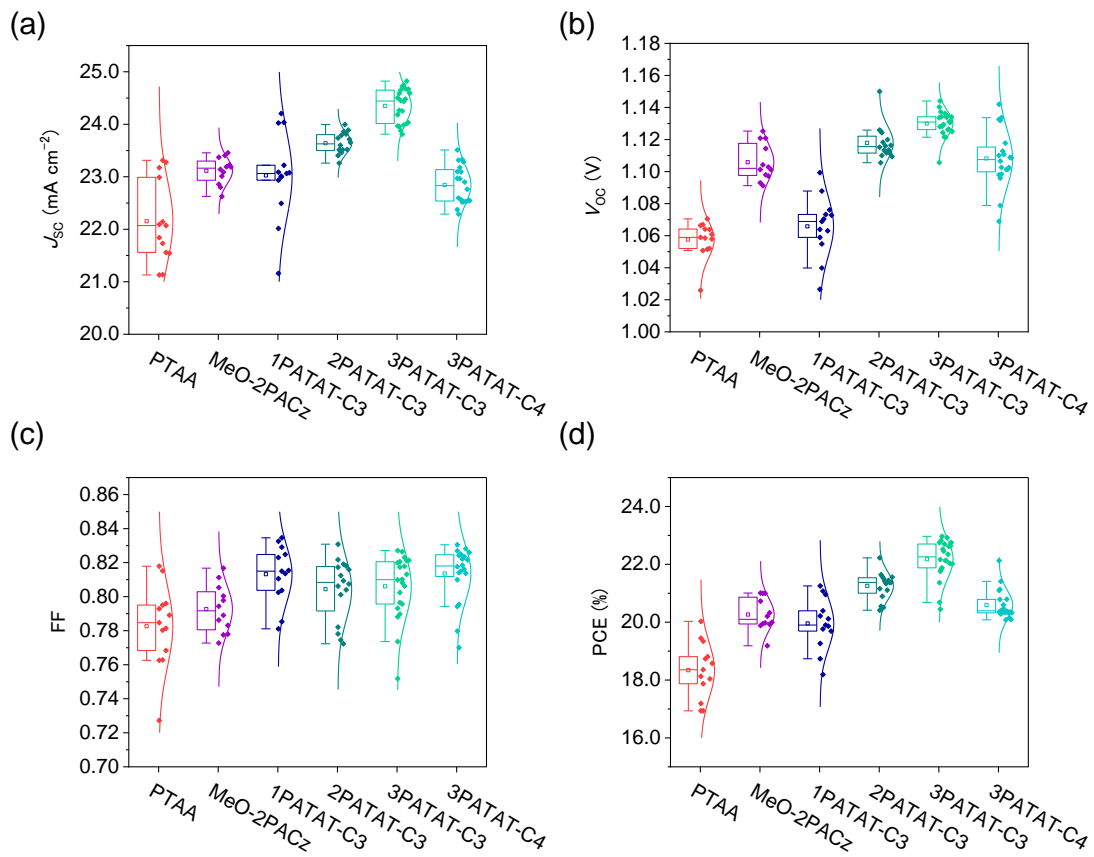 (a)
J_SC (mA cm⁻²)
25.0
24.0
23.0
22.0
21.0
20.0
PTAA
MeO-2PACz
1PATAT-C3
2PATAT-C3
3PATAT-C3
3PATAT-C4
(b)
V_OC (V)
1.18
1.16
1.14
1.12
1.10
1.08
1.06
1.04
1.02
1.00
PTAA
MeO-2PACz
1PATAT-C3
2PATAT-C3
3PATAT-C3
3PATAT-C4
(c)
FF
0.86
0.84
0.82
0.80
0.78
0.76
0.74
0.72
0.70
PTAA
MeO-2PACz
1PATAT-C3
2PATAT-C3
3PATAT-C3
3PATAT-C4
(d)
PCE (%)
24.0
22.0
20.0
18.0
16.0
PTAA
MeO-2PACz
1PATAT-C3
2PATAT-C3
3PATAT-C3
3PATAT-C4